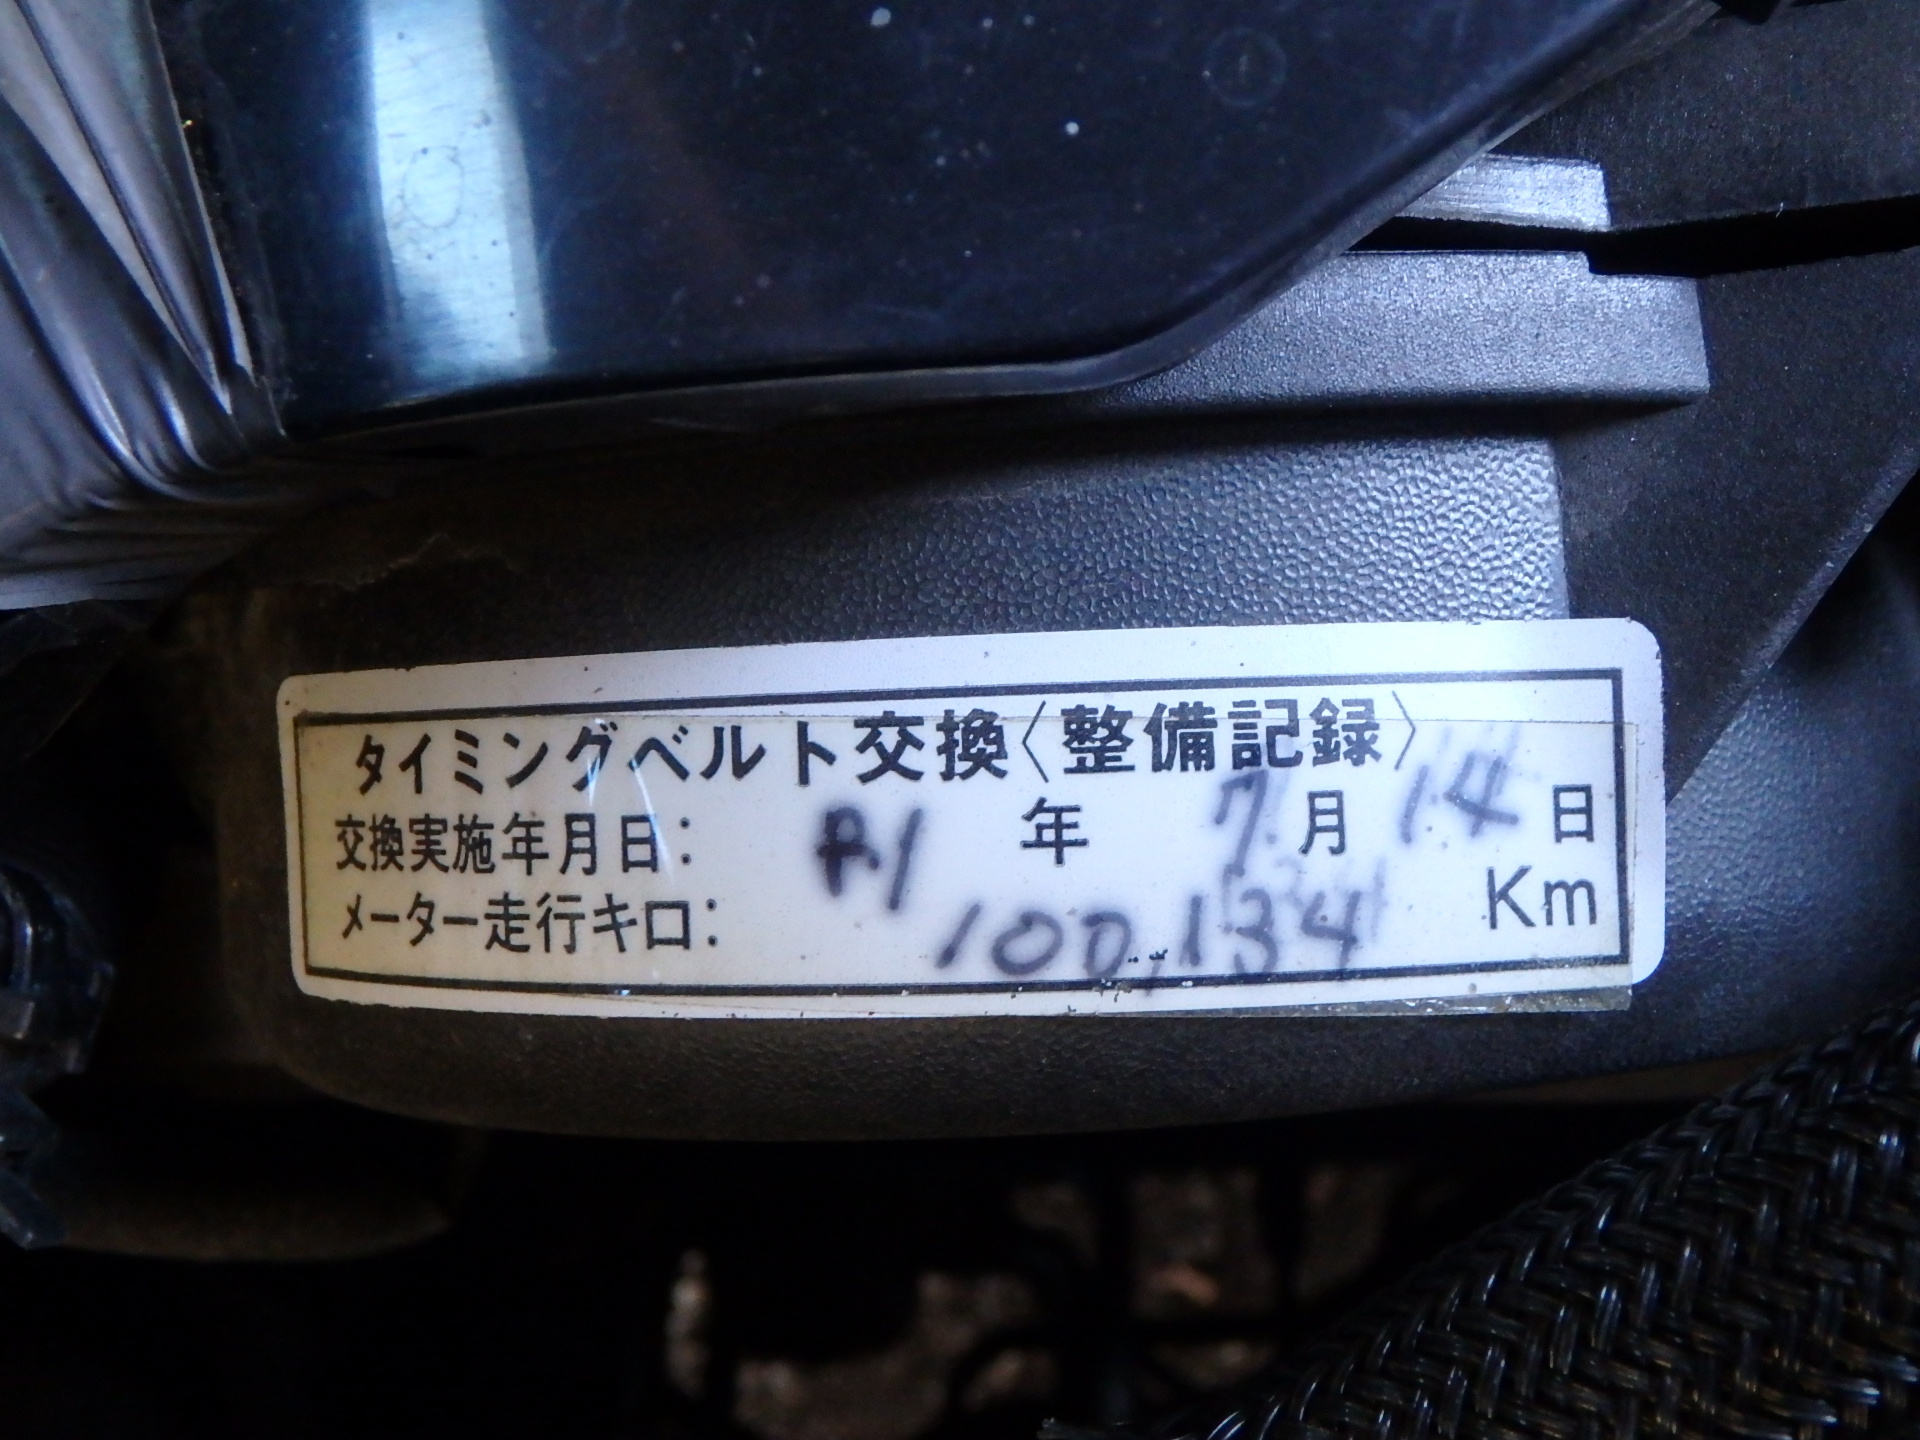 タイミングベルト交換〈整備記録〉
交換実施年月日： R1 年 7 月 14 日
メーター走行キロ： 100,134 Km